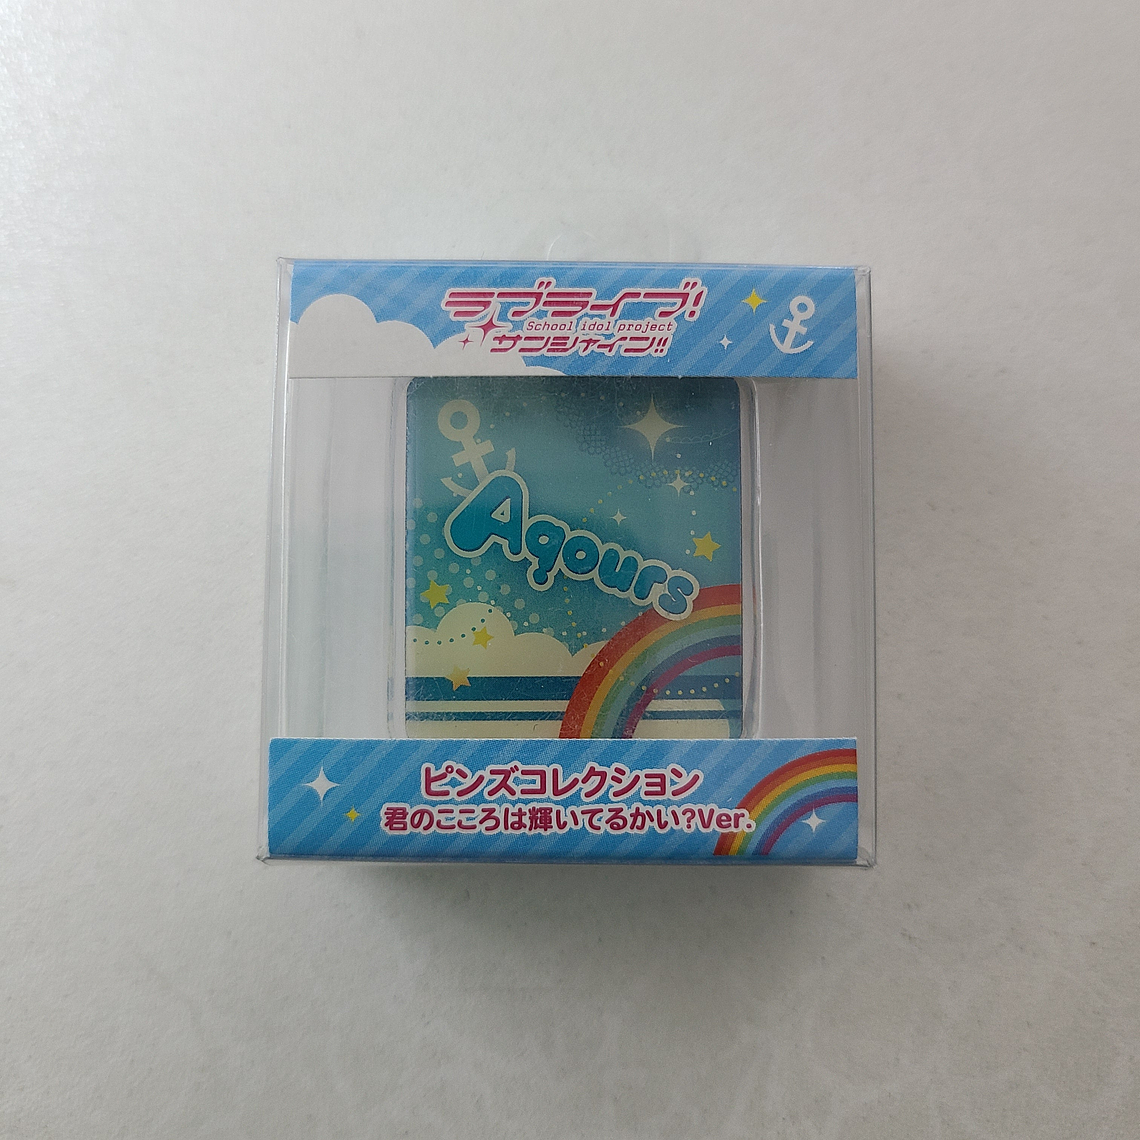 ラブライブ!
School idol project
サンシャイン!!
Aqours
ピンズコレクション
君のこころは輝いてるかい?Ver.